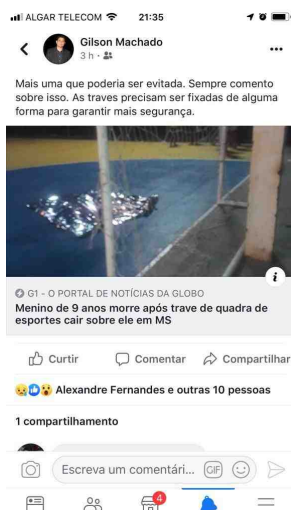 ALGAR TELECOM 21:35
Gilson Machado
3 h
Mais uma que poderia ser evitada. Sempre comento
sobre isso. As traves precisam ser fixadas de alguma
forma para garantir mais segurança.
G1 - O PORTAL DE NOTÍCIAS DA GLOBO
Menino de 9 anos morre após trave de quadra de
esportes cair sobre ele em MS
Curtir Comentar Compartilhar
Alexandre Fernandes e outras 10 pessoas
1 compartilhamento
Escreva um comentári... GIF
4